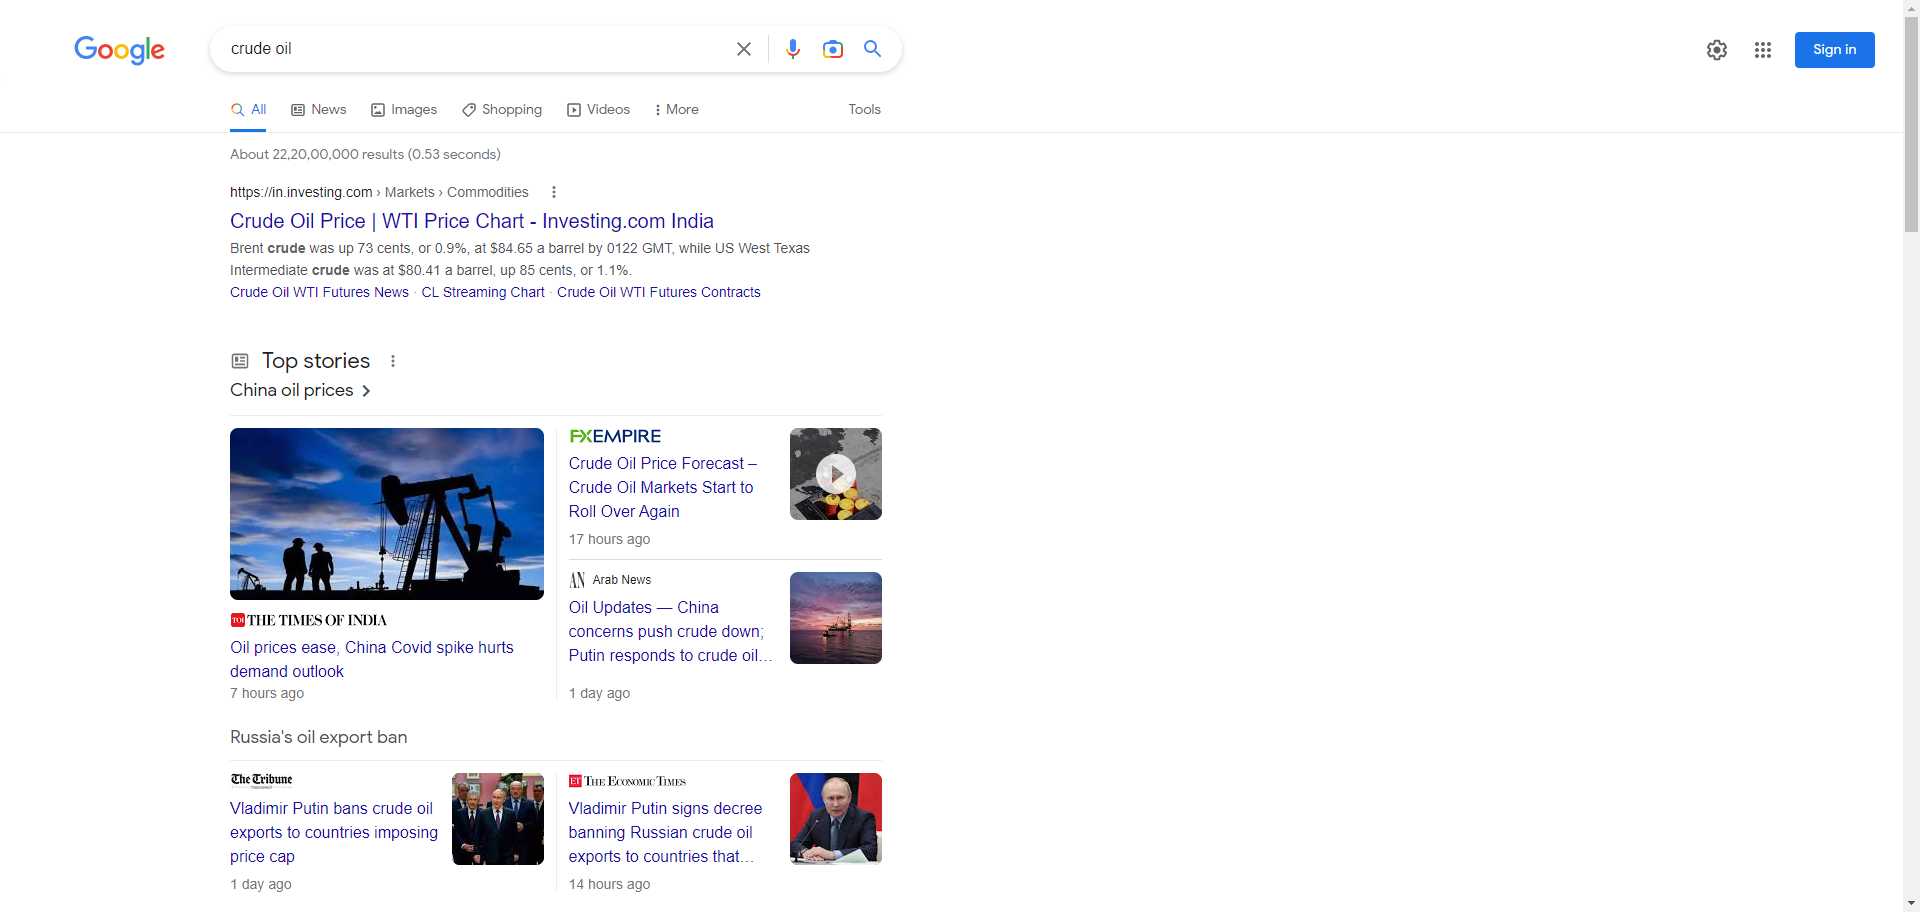 Google
crude oil
Sign in
All
News
Images
Shopping
Videos
More
Tools
About 22,20,00,000 results (0.53 seconds)
https://in.investing.com › Markets › Commodities
Crude Oil Price | WTI Price Chart - Investing.com India
Brent crude was up 73 cents, or 0.9%, at $84.65 a barrel by 0122 GMT, while US West Texas
Intermediate crude was at $80.41 a barrel, up 85 cents, or 1.1%.
Crude Oil WTI Futures News · CL Streaming Chart · Crude Oil WTI Futures Contracts
Top stories
China oil prices
TOI THE TIMES OF INDIA
Oil prices ease, China Covid spike hurts
demand outlook
7 hours ago
FXEMPIRE
Crude Oil Price Forecast –
Crude Oil Markets Start to
Roll Over Again
17 hours ago
AN Arab News
Oil Updates — China
concerns push crude down;
Putin responds to crude oil...
1 day ago
Russia's oil export ban
The Tribune
Vladimir Putin bans crude oil
exports to countries imposing
price cap
1 day ago
ET THE ECONOMIC TIMES
Vladimir Putin signs decree
banning Russian crude oil
exports to countries that...
14 hours ago